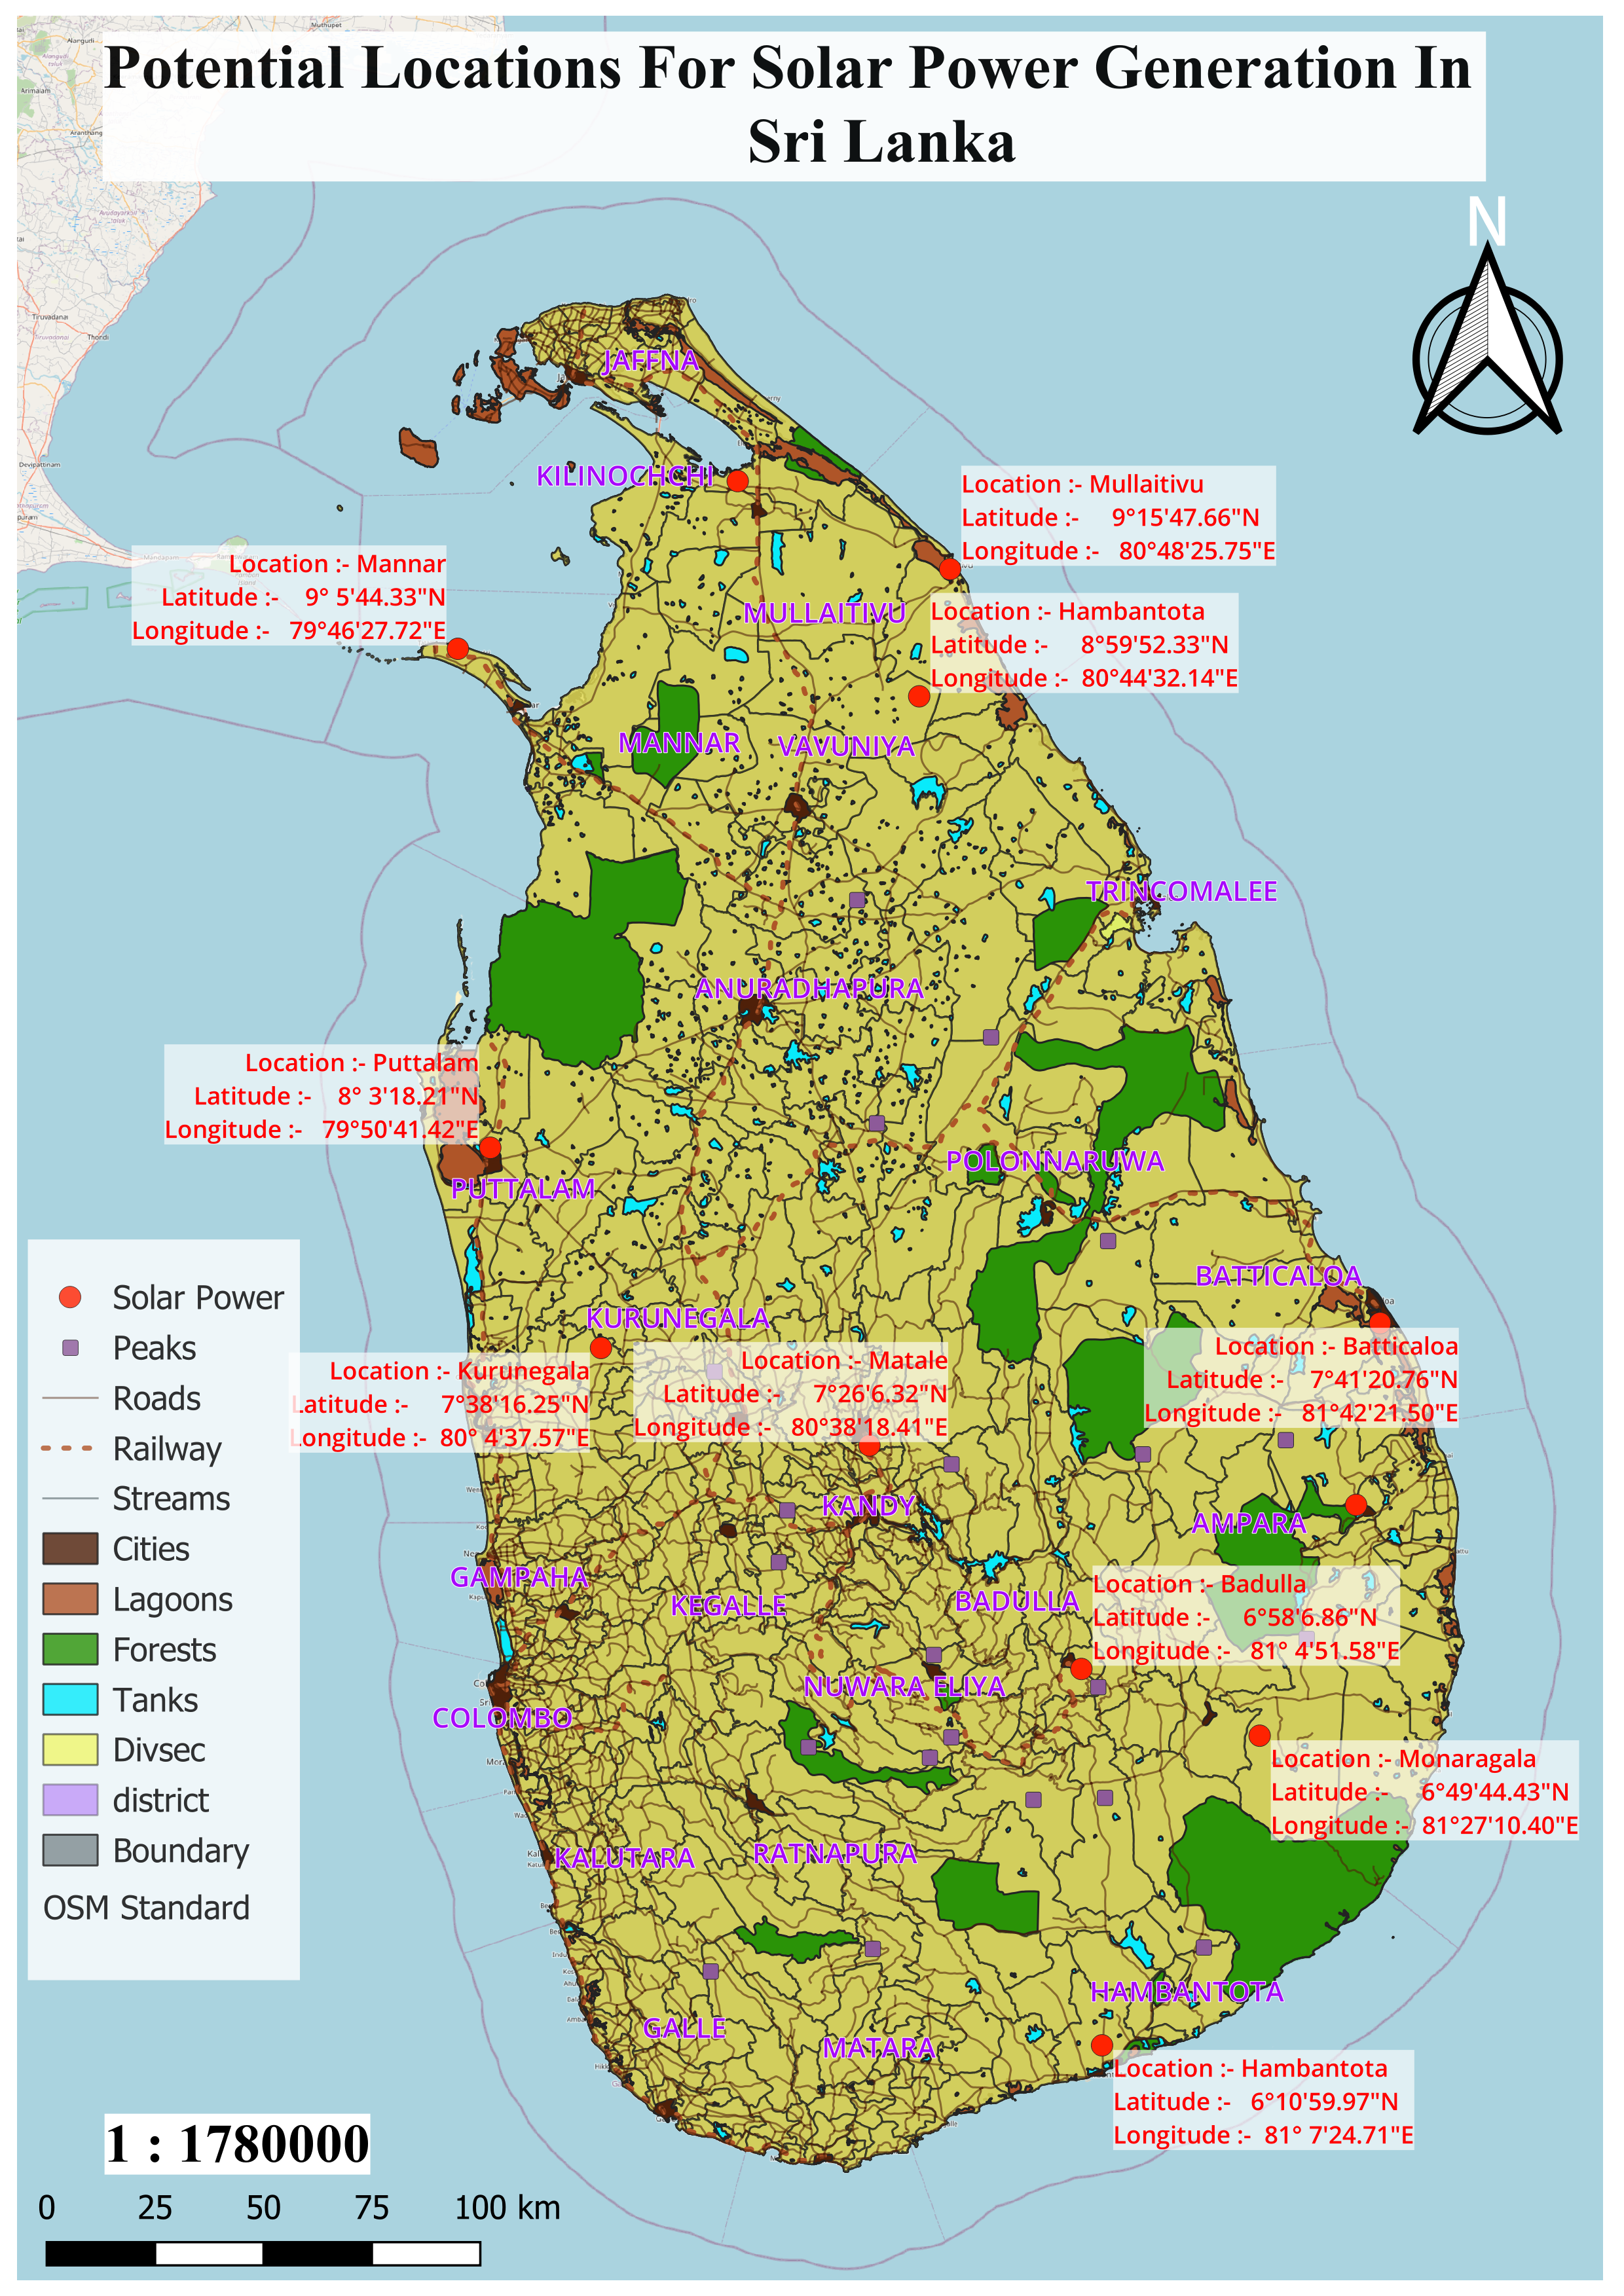 Potential Locations For Solar Power Generation In
Sri Lanka
N
Muthupet
Alangudi
Arimalam
Aranthangi
Tiruvadanai
Thondi
Devipattinam
Mandapam
JAFFNA
KILINOCHCHI
Location :- Mullaitivu
Latitude :- 9°15'47.66"N
Longitude :- 80°48'25.75"E
Location :- Mannar
Latitude :- 9° 5'44.33"N
Longitude :- 79°46'27.72"E
MULLAITIVU
Location :- Hambantota
Latitude :- 8°59'52.33"N
Longitude :- 80°44'32.14"E
MANNAR
VAVUNIYA
TRINCOMALEE
ANURADHAPURA
Location :- Puttalam
Latitude :- 8° 3'18.21"N
Longitude :- 79°50'41.42"E
POLONNARUWA
PUTTALAM
BATTICALOA
KURUNEGALA
Location :- Kurunegala
Latitude :- 7°38'16.25"N
Longitude :- 80° 4'37.57"E
Location :- Matale
Latitude :- 7°26'6.32"N
Longitude :- 80°38'18.41"E
Location :- Batticaloa
Latitude :- 7°41'20.76"N
Longitude :- 81°42'21.50"E
KANDY
AMPARA
GAMPAHA
KEGALLE
BADULLA
Location :- Badulla
Latitude :- 6°58'6.86"N
Longitude :- 81° 4'51.58"E
NUWARA ELIYA
COLOMBO
Location :- Monaragala
Latitude :- 6°49'44.43"N
Longitude :- 81°27'10.40"E
KALUTARA
RATNAPURA
HAMBANTOTA
GALLE
MATARA
Location :- Hambantota
Latitude :- 6°10'59.97"N
Longitude :- 81° 7'24.71"E
Solar Power
Peaks
Roads
Railway
Streams
Cities
Lagoons
Forests
Tanks
Divsec
district
Boundary
OSM Standard
1 : 1780000
0 25 50 75 100 km